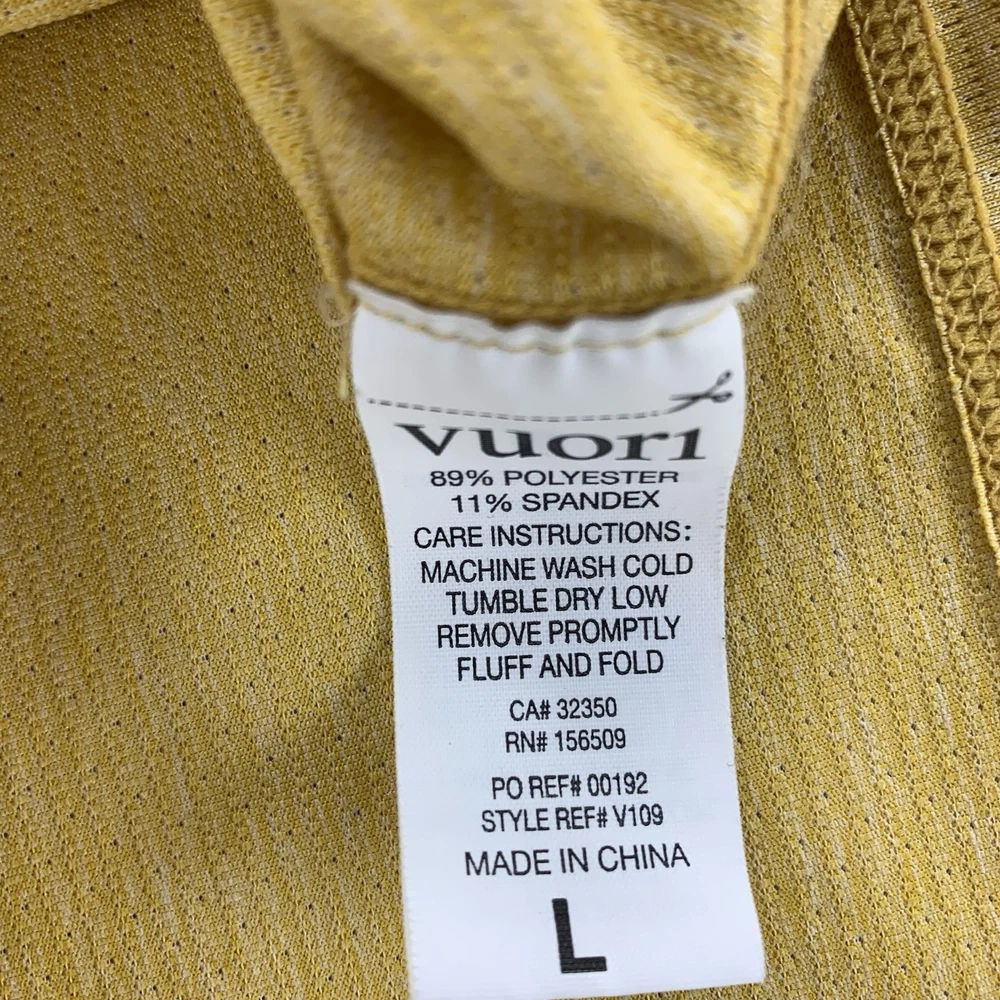 vuori
89% POLYESTER
11% SPANDEX
CARE INSTRUCTIONS:
MACHINE WASH COLD
TUMBLE DRY LOW
REMOVE PROMPTLY
FLUFF AND FOLD
CA# 32350
RN# 156509
PO REF# 00192
STYLE REF# V109
MADE IN CHINA
L